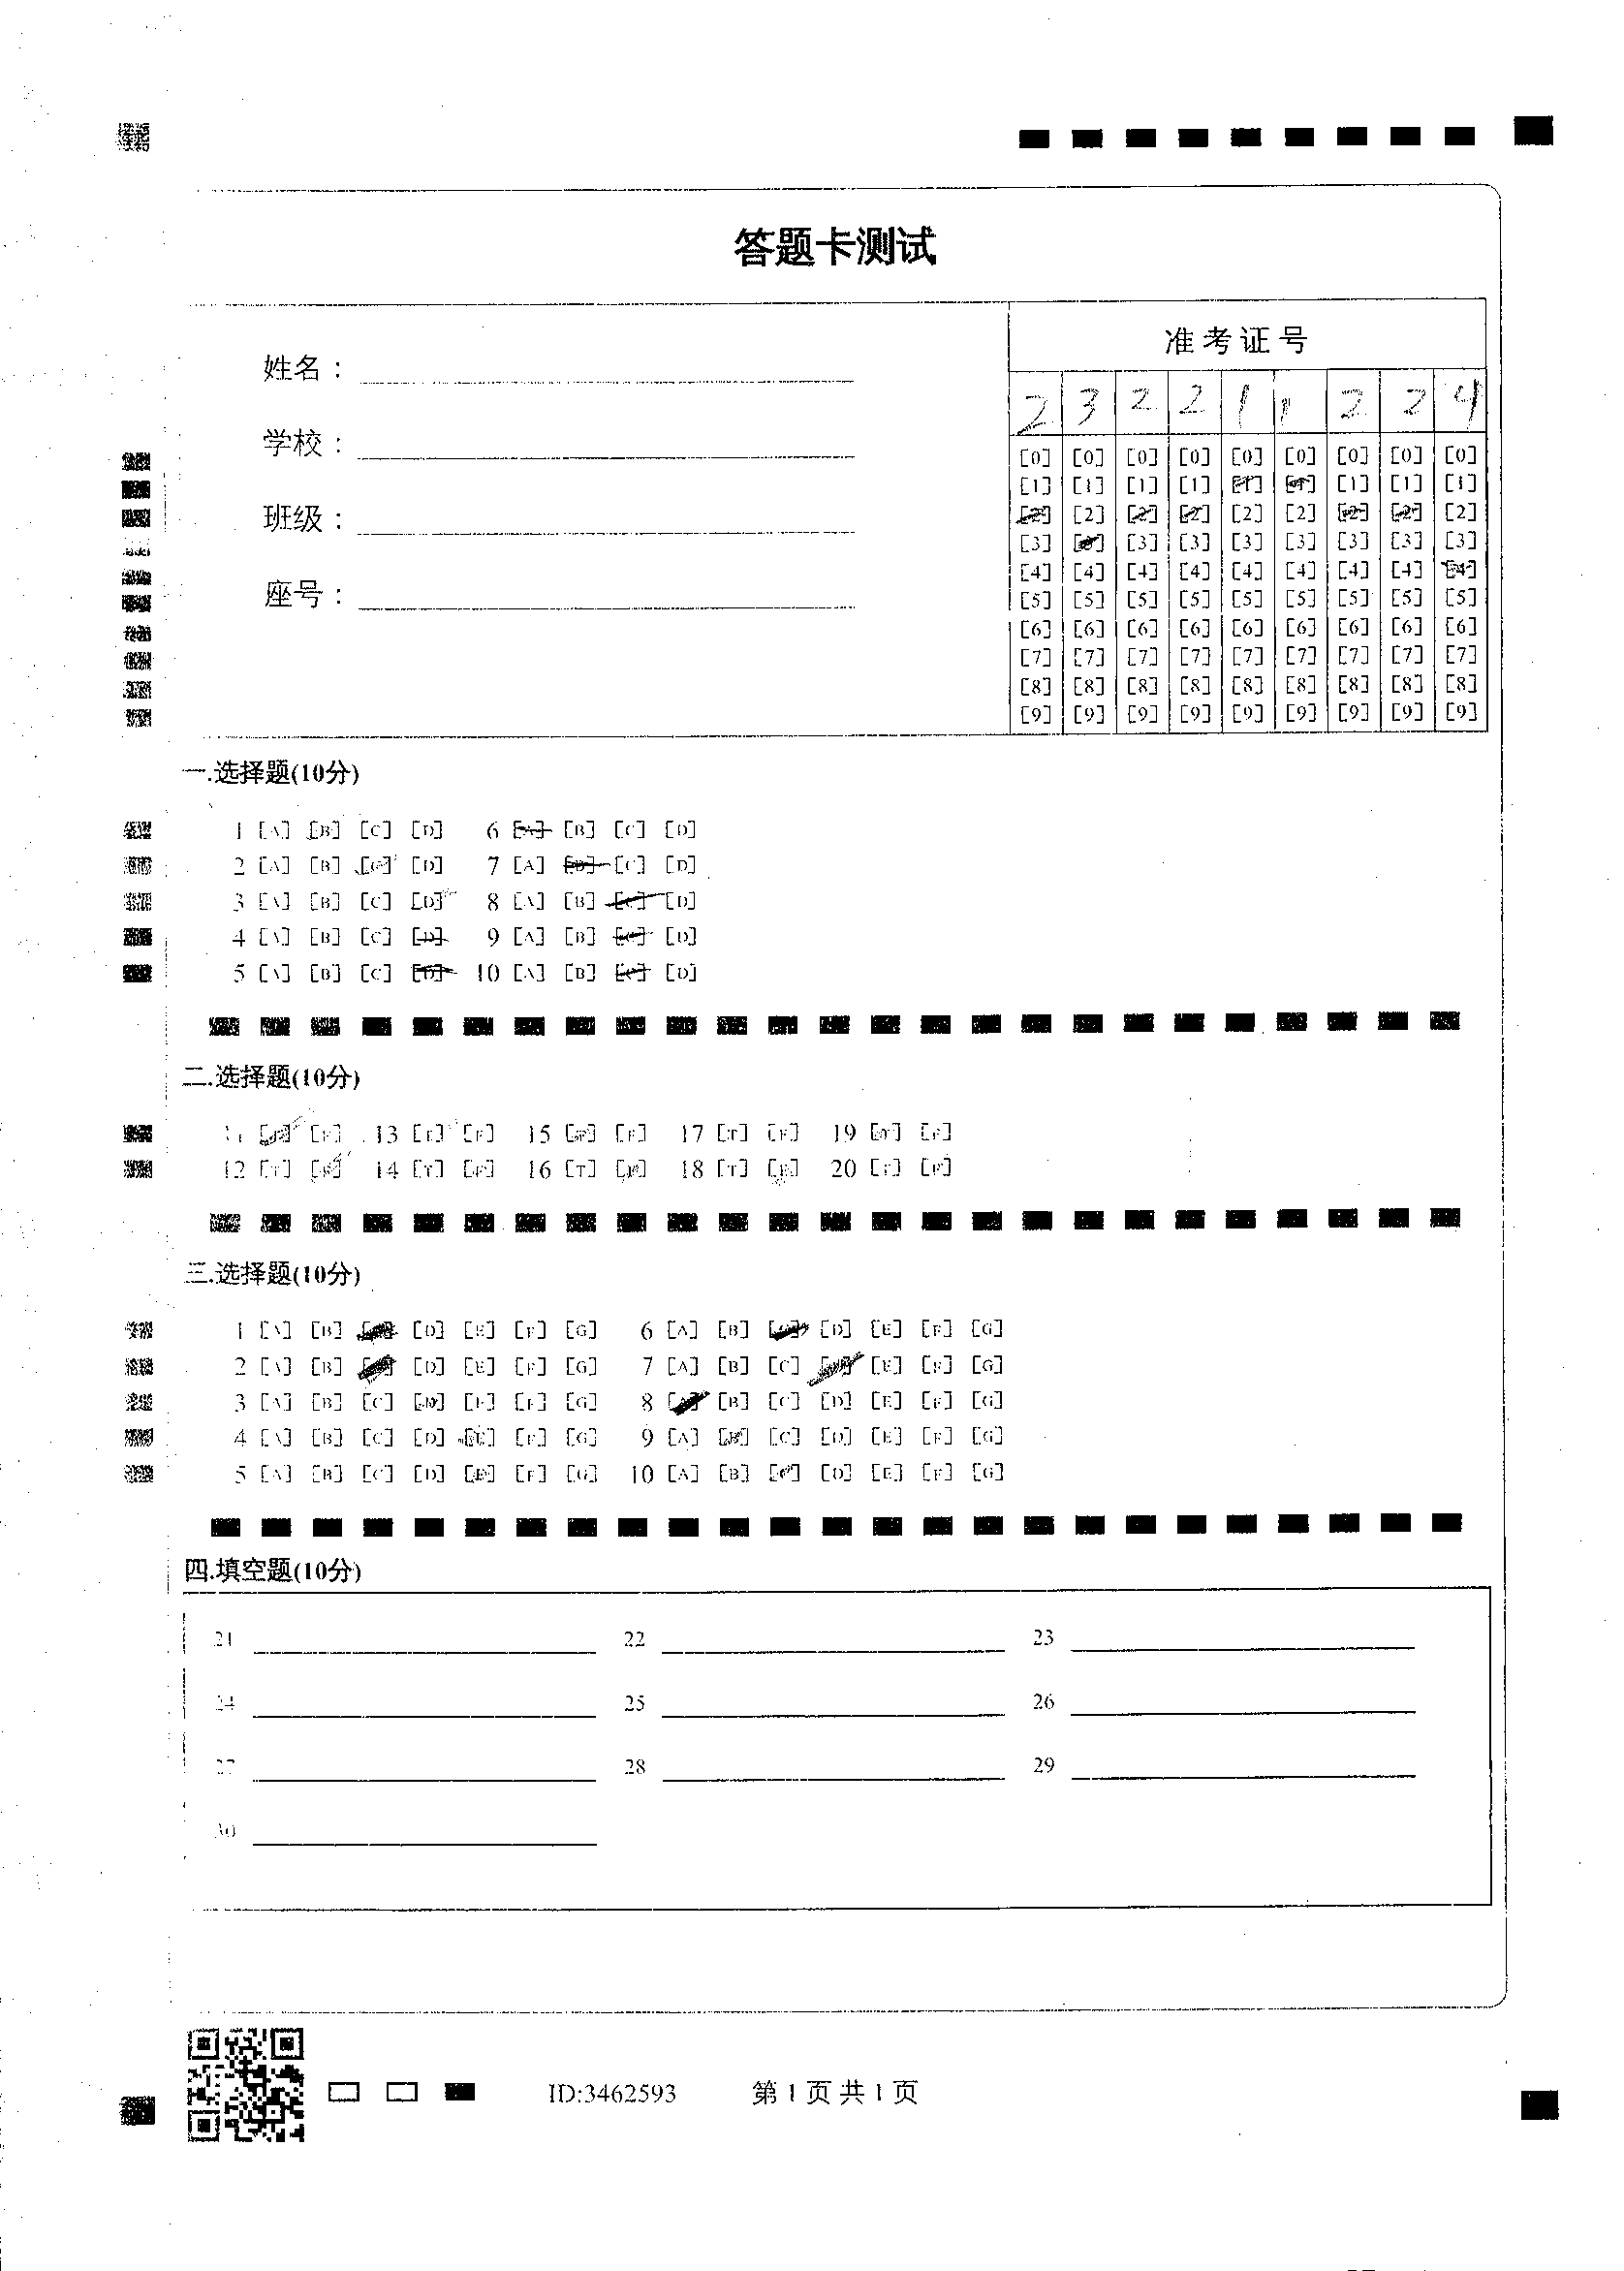 答题卡测试
准考证号
姓名：
2 3 2 2 1 1 2 2 4
学校：
[0] [0] [0] [0] [0] [0] [0] [0] [0]
[1] [1] [1] [1] [1] [1] [1] [1] [1]
班级：
[2] [2] [2] [2] [2] [2] [2] [2] [2]
[3] [3] [3] [3] [3] [3] [3] [3]
[4] [4] [4] [4] [4] [4] [4] [4] [4]
座号：
[5] [5] [5] [5] [5] [5] [5] [5] [5]
[6] [6] [6] [6] [6] [6] [6] [6] [6]
[7] [7] [7] [7] [7] [7] [7] [7] [7]
[8] [8] [8] [8] [8] [8] [8] [8] [8]
[9] [9] [9] [9] [9] [9] [9] [9] [9]
一.选择题(10分)
1 [A] [B] [C] [D] 6 [A] [B] [C] [D]
2 [A] [B] [C] [D] 7 [A] [B] [C] [D]
3 [A] [B] [C] [D] 8 [A] [B] [C] [D]
4 [A] [B] [C] [D] 9 [A] [B] [C] [D]
5 [A] [B] [C] [D] 10 [A] [B] [C] [D]
二.选择题(10分)
[F] 13 [T] [F] 15 [T] [F] 17 [T] [F] 19 [T] [F]
12 [T] [F] 14 [T] [F] 16 [T] [F] 18 [T] [F] 20 [T] [F]
三.选择题(10分)
1 [A] [B] [D] [E] [F] [G] 6 [A] [B] [D] [E] [F] [G]
2 [A] [B] [D] [E] [F] [G] 7 [A] [B] [C] [E] [F] [G]
3 [A] [B] [C] [D] [E] [F] [G] 8 [B] [C] [D] [E] [F] [G]
4 [A] [B] [C] [D] [E] [F] [G] 9 [A] [B] [C] [D] [E] [F] [G]
5 [A] [B] [C] [D] [E] [F] [G] 10 [A] [B] [C] [D] [E] [F] [G]
四.填空题(10分)
21 22 23
24 25 26
27 28 29
30
ID:3462593 第 1 页 共 1 页